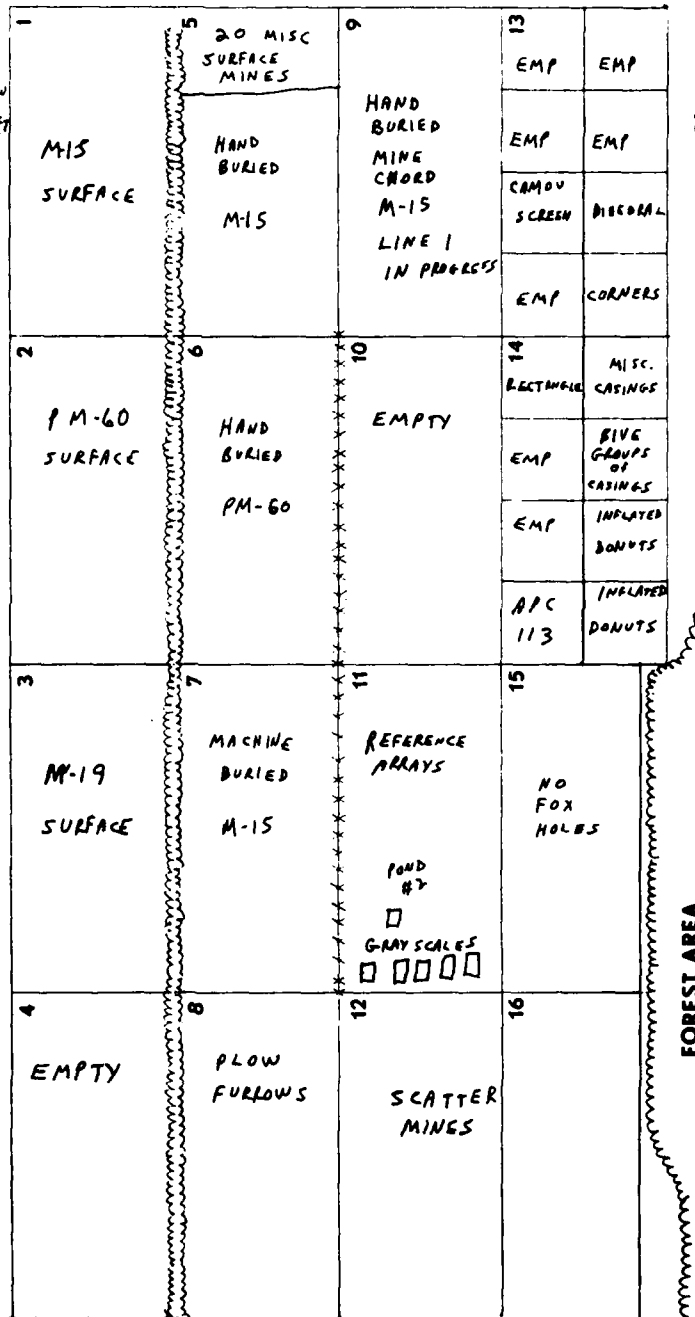 1
M-15
SURFACE
5
20 MISC
SURFACE
MINES
HAND
BURIED
M-15
9
HAND
BURIED
MINE
CHORD
M-15
LINE 1
IN PROGRESS
13
EMP
EMP
EMP
EMP
CAMOU
SCREEN
DIHEDRAL
EMP
CORNERS
2
PM-60
SURFACE
6
HAND
BURIED
PM-60
10
EMPTY
14
RECTANGLE
MISC.
CASINGS
EMP
FIVE
GROUPS
OF
CASINGS
EMP
INFLATED
DONUTS
APC
113
INFLATED
DONUTS
3
M-19
SURFACE
7
MACHINE
BURIED
M-15
11
REFERENCE
ARRAYS
POND
#2
GRAY SCALES
15
NO
FOX
HOLES
4
EMPTY
8
PLOW
FURROWS
12
SCATTER
MINES
16
FOREST AREA